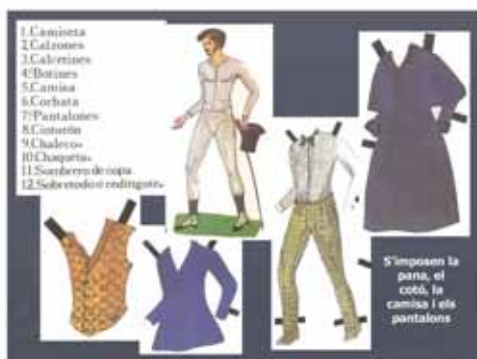 1.Camiseta
2.Calzones
3.Calcetines
4.Botines
5.Camisa
6.Corbata
7.Pantalones
8.Cinturón
9.Chaleco»
10.Chaqueta»
11.Sombrero de copa
12.Sobretodo o redingote»
S'imposen la
pana, el
cotó, la
camisa i els
pantalons